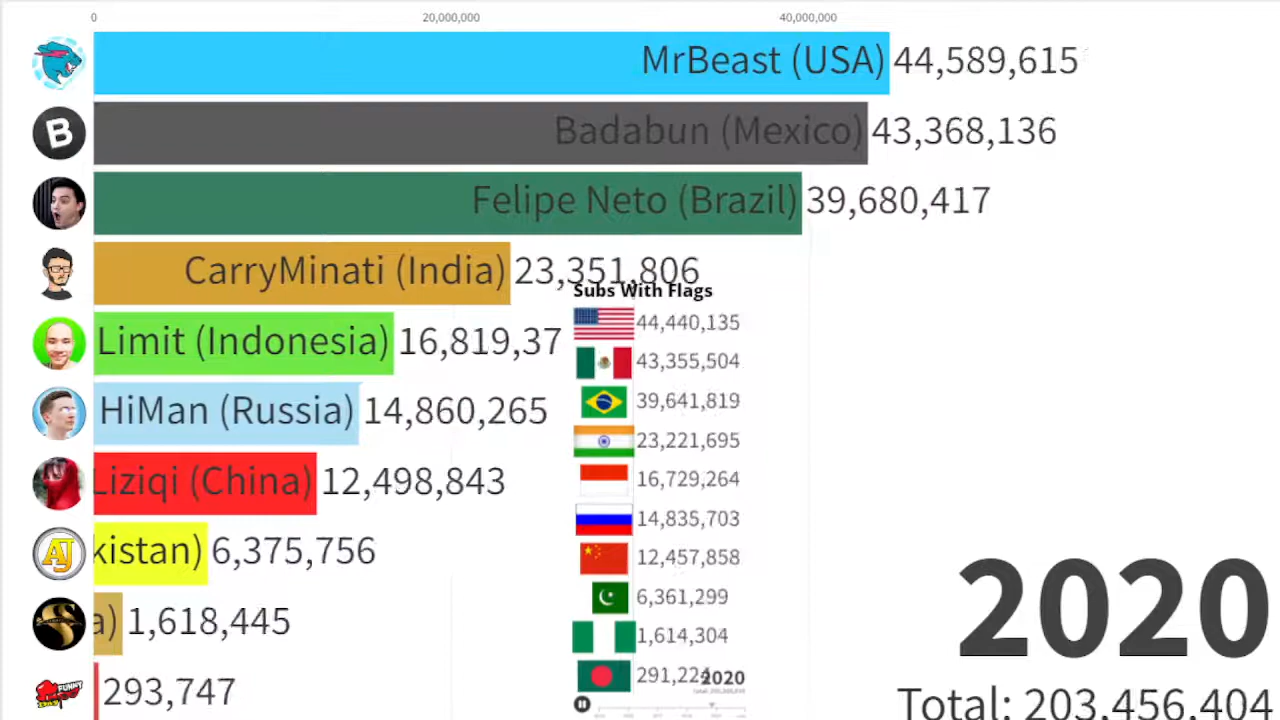 0 20,000,000 40,000,000
MrBeast (USA) 44,589,615
B
Badabun (Mexico) 43,368,136
Felipe Neto (Brazil) 39,680,417
CarryMinati (India) 23,351,806
Limit (Indonesia) 16,819,37
HiMan (Russia) 14,860,265
Liziqi (China) 12,498,843
AJ
kistan) 6,375,756
S
a) 1,618,445
FUNNY
293,747
Subs With Flags
44,440,135
43,355,504
39,641,819
23,221,695
16,729,264
14,835,703
12,457,858
6,361,299
1,614,304
291,224
2020
2020
Total: 203,456,404